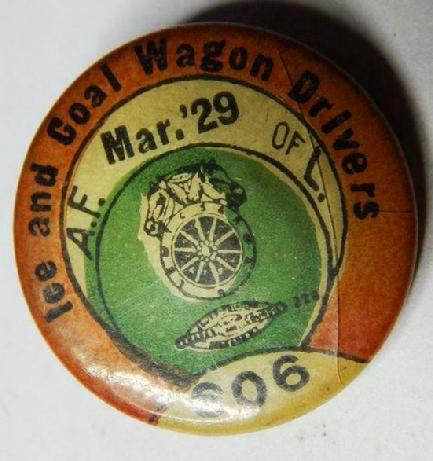 Ice and Coal Wagon Drivers
Mar.'29
A.F. OF L.
606